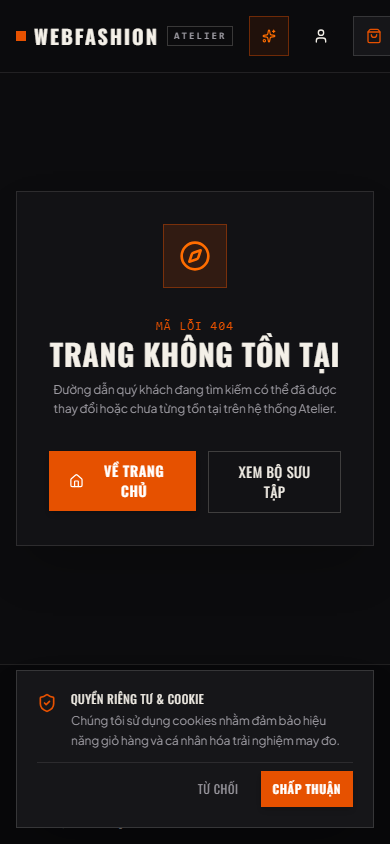 WEBFASHION ATELIER
MÃ LỖI 404
TRANG KHÔNG TỒN TẠI
Đường dẫn quý khách đang tìm kiếm có thể đã được
thay đổi hoặc chưa từng tồn tại trên hệ thống Atelier.
VỀ TRANG
CHỦ
XEM BỘ SƯU
TẬP
QUYỀN RIÊNG TƯ & COOKIE
Chúng tôi sử dụng cookies nhằm đảm bảo hiệu
năng giỏ hàng và cá nhân hóa trải nghiệm may đo.
TỪ CHỐI
CHẤP THUẬN